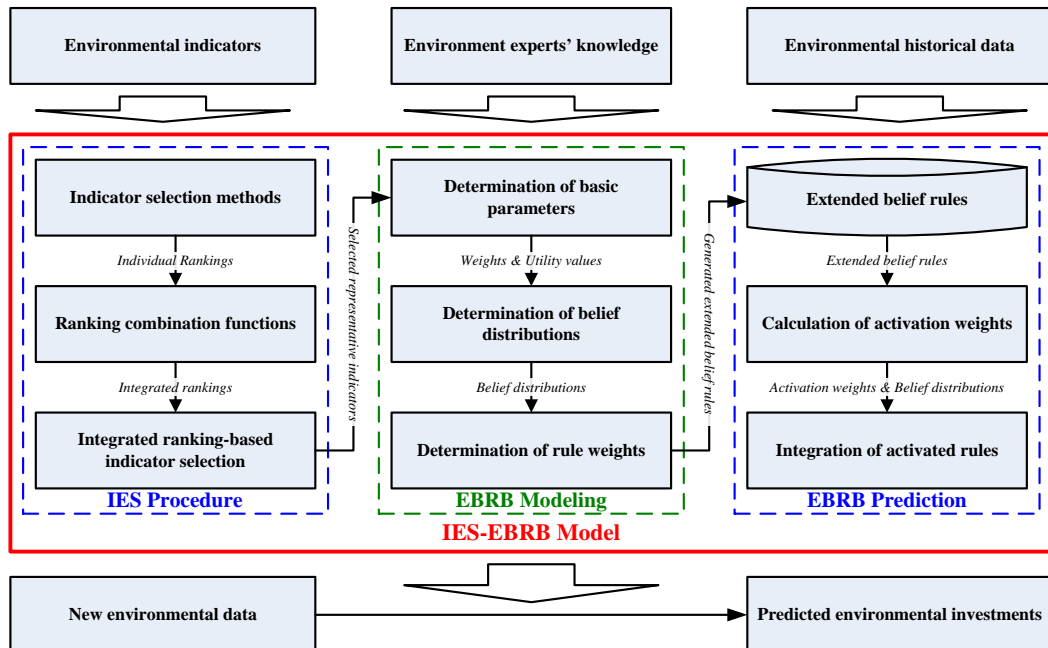 Environmental indicators
Environment experts' knowledge
Environmental historical data
Indicator selection methods
Individual Rankings
Ranking combination functions
Integrated rankings
Integrated ranking-based
indicator selection
IES Procedure
Selected representative indicators
Determination of basic
parameters
Weights & Utility values
Determination of belief
distributions
Belief distributions
Determination of rule weights
EBRB Modeling
Generated extended belief rules
Extended belief rules
Extended belief rules
Calculation of activation weights
Activation weights & Belief distributions
Integration of activated rules
EBRB Prediction
IES-EBRB Model
New environmental data
Predicted environmental investments